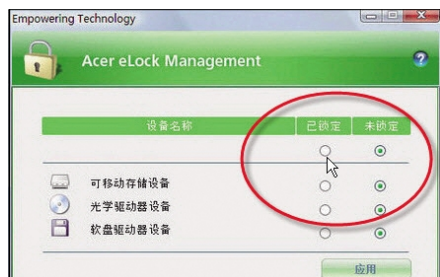 Empowering Technology
Acer eLock Management
设备名称 已锁定 未锁定
可移动存储设备
光学驱动器设备
软盘驱动器设备
应用